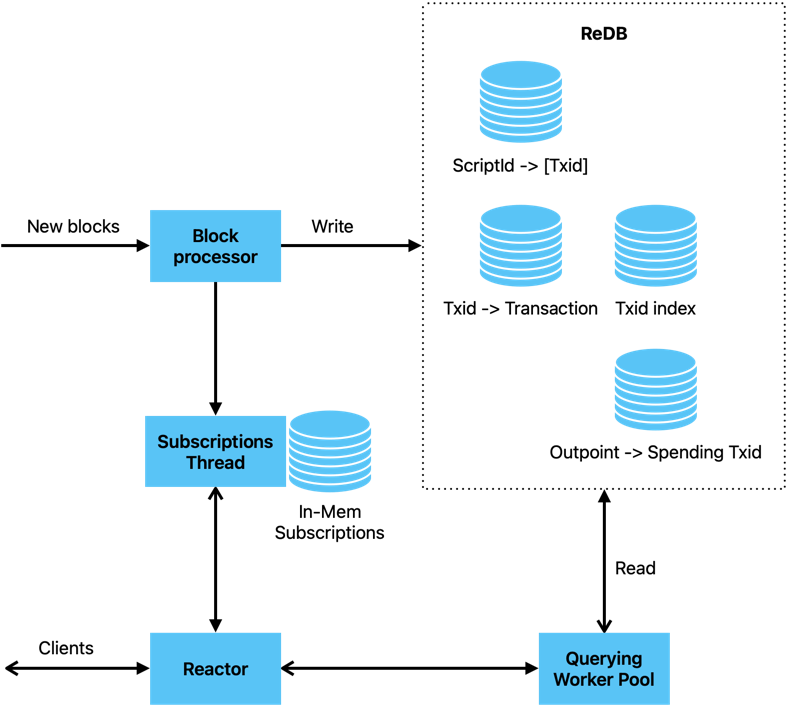 ReDB
ScriptId -> [Txid]
New blocks
Block
processor
Write
Txid -> Transaction
Txid index
Outpoint -> Spending Txid
Subscriptions
Thread
In-Mem
Subscriptions
Read
Clients
Reactor
Querying
Worker Pool